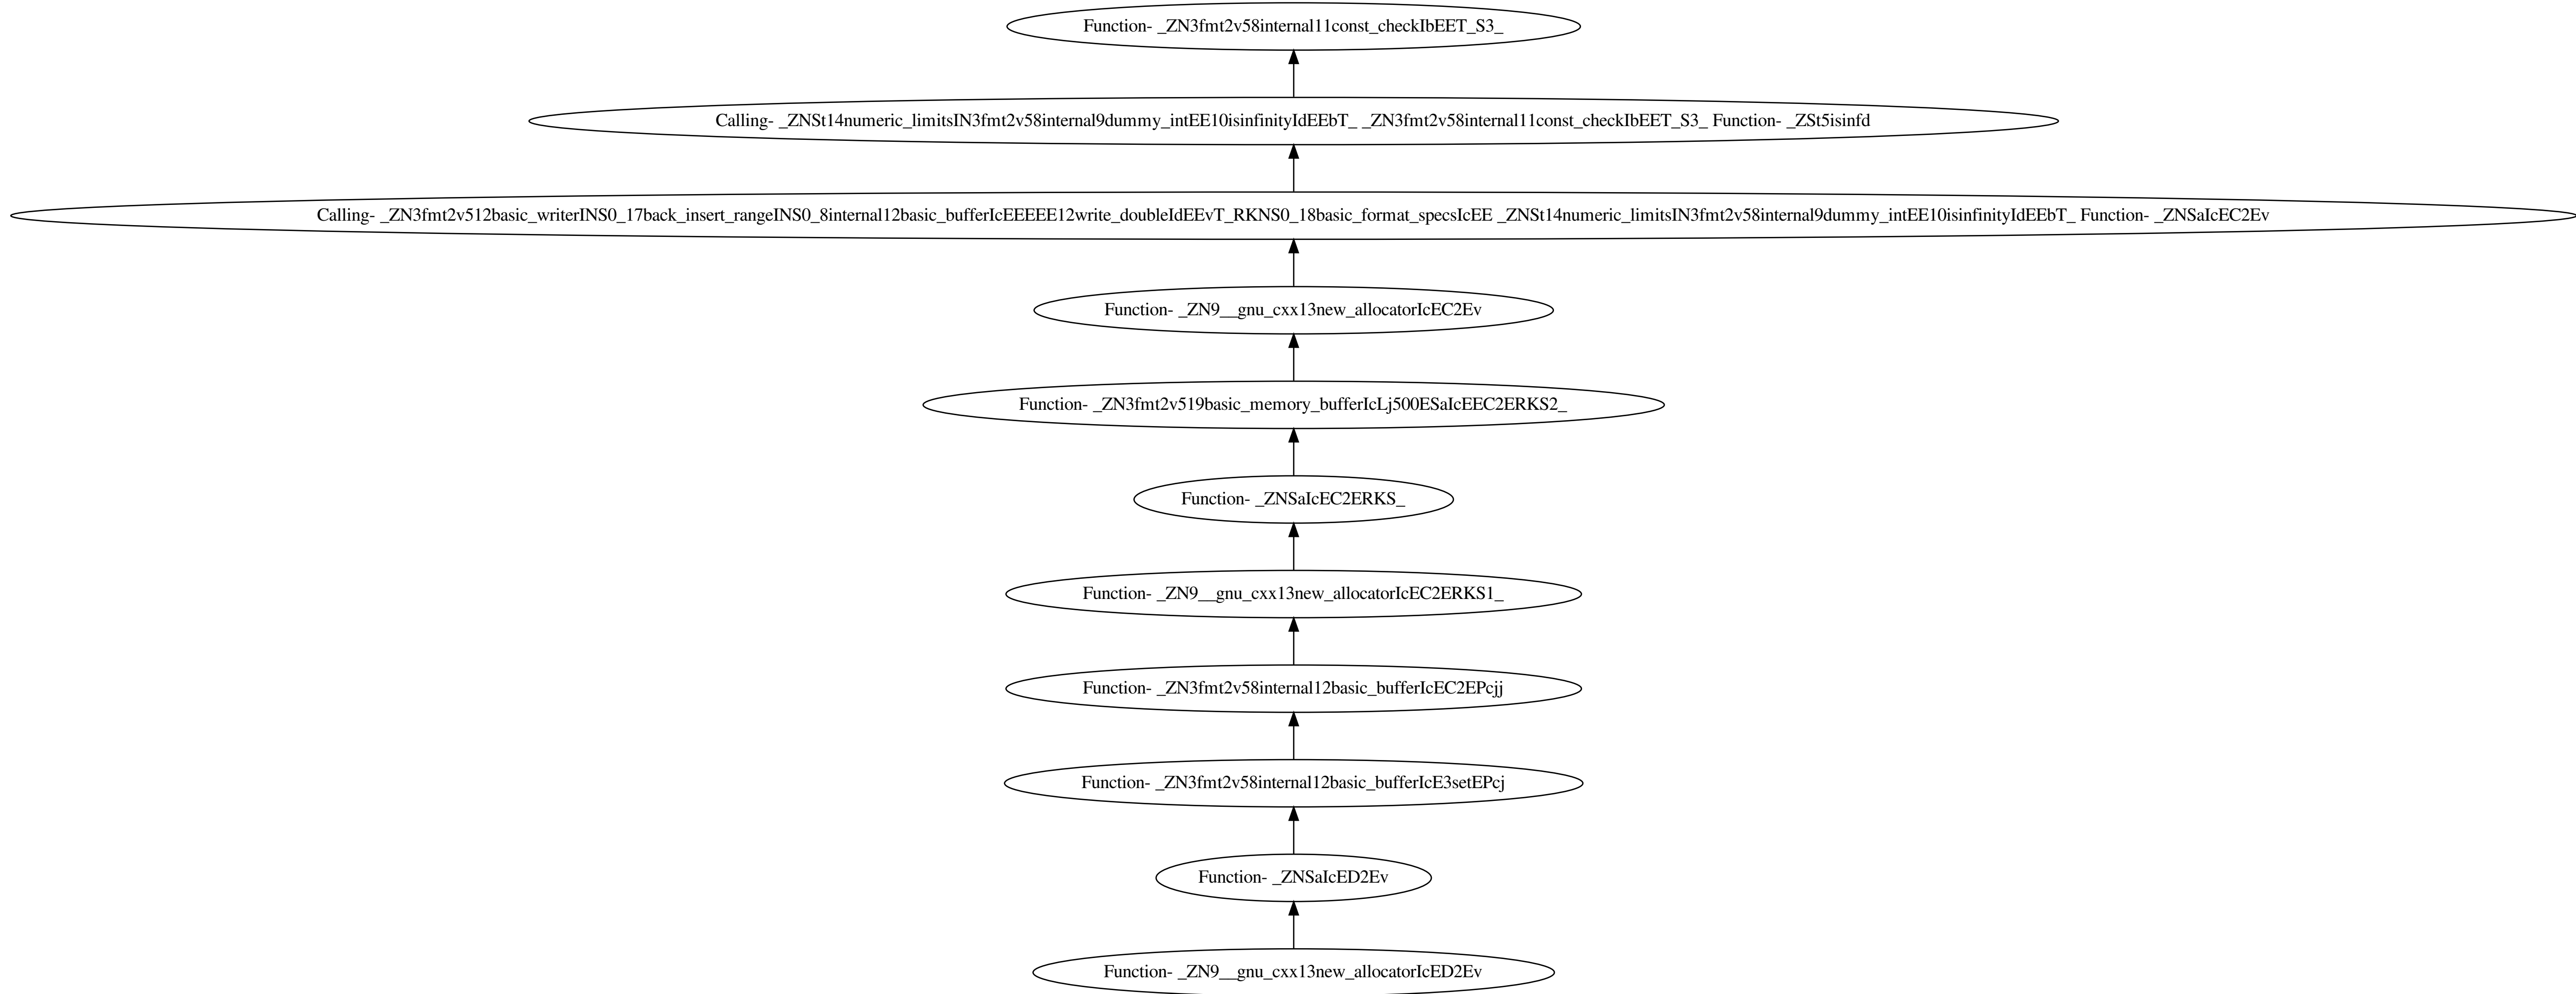 Function- _ZN3fmt2v58internal11const_checkIbEET_S3_
Calling- _ZNSt14numeric_limitsIN3fmt2v58internal9dummy_intEE10isinfinityIdEEbT_ _ZN3fmt2v58internal11const_checkIbEET_S3_ Function- _ZSt5isinfd
Calling- _ZN3fmt2v512basic_writerINS0_17back_insert_rangeINS0_8internal12basic_bufferIcEEEEE12write_doubleIdEEvT_RKNS0_18basic_format_specsIcEE _ZNSt14numeric_limitsIN3fmt2v58internal9dummy_intEE10isinfinityIdEEbT_ Function- _ZNSaIcEC2Ev
Function- _ZN9__gnu_cxx13new_allocatorIcEC2Ev
Function- _ZN3fmt2v519basic_memory_bufferIcLj500ESaIcEEC2ERKS2_
Function- _ZNSaIcEC2ERKS_
Function- _ZN9__gnu_cxx13new_allocatorIcEC2ERKS1_
Function- _ZN3fmt2v58internal12basic_bufferIcEC2EPcjj
Function- _ZN3fmt2v58internal12basic_bufferIcE3setEPcj
Function- _ZNSaIcED2Ev
Function- _ZN9__gnu_cxx13new_allocatorIcED2Ev